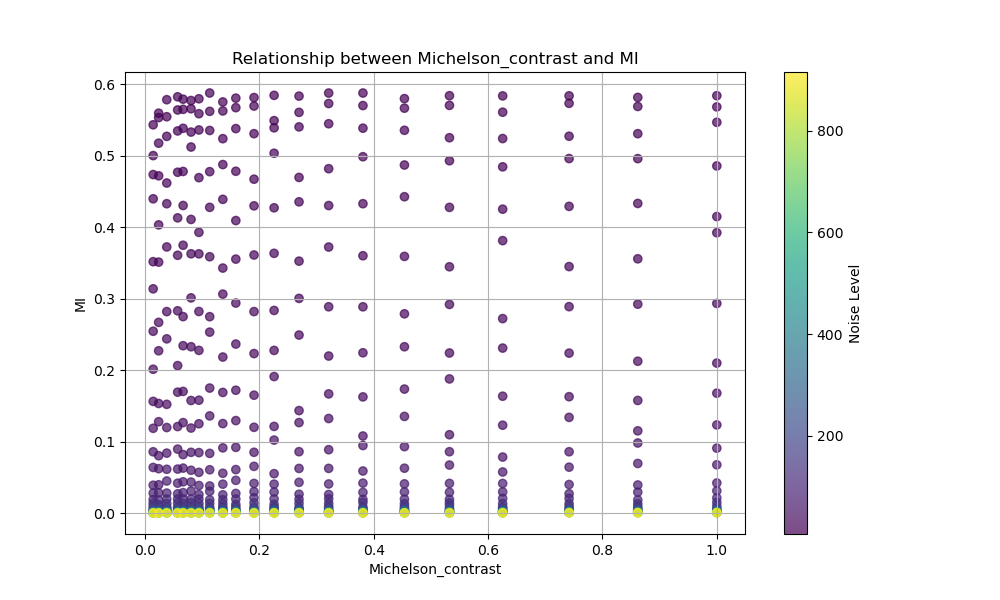 Relationship between Michelson_contrast and MI
0.6
0.5
0.4
0.3
0.2
0.1
0.0
MI
0.0 0.2 0.4 0.6 0.8 1.0
Michelson_contrast
800
600
400
200
Noise Level